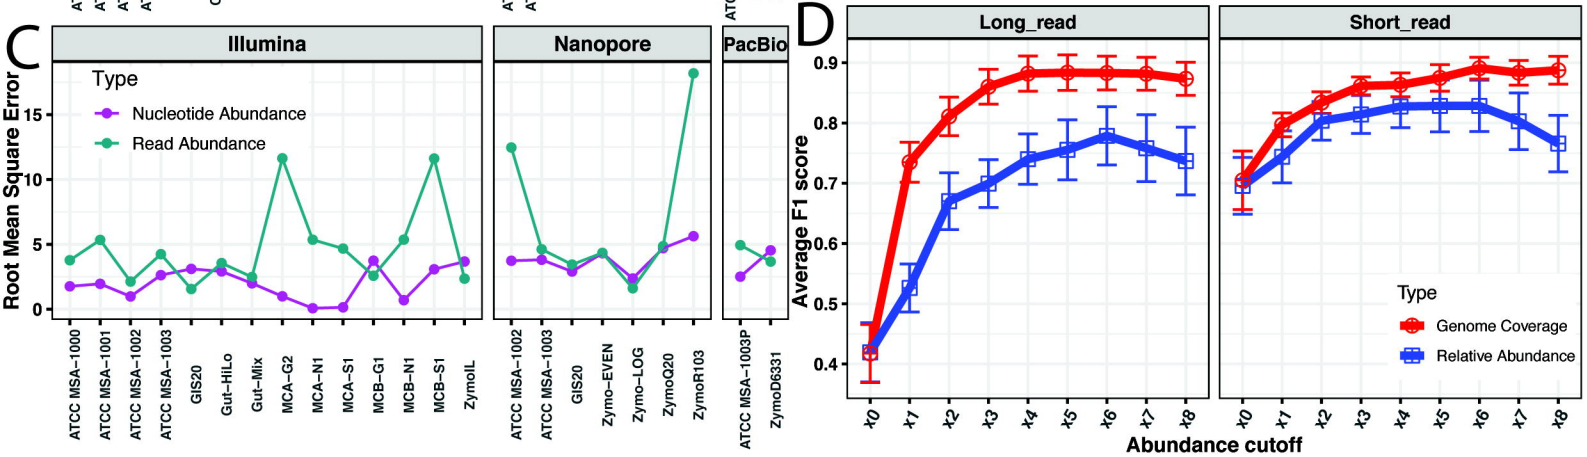 C
Illumina
Nanopore
PacBio
Root Mean Square Error
15
10
5
0
Type
Nucleotide Abundance
Read Abundance
ATCC MSA−1000
ATCC MSA−1001
ATCC MSA−1002
ATCC MSA−1003
GIS20
Gut−HiLo
Gut−Mix
MCA−G2
MCA−N1
MCA−S1
MCB−G1
MCB−N1
MCB−S1
ZymoIL
ATCC MSA−1002
ATCC MSA−1003
GIS20
Zymo−EVEN
Zymo−LOG
ZymoQ20
ZymoR103
ATCC MSA−1003P
ZymoD6331
D
Long_read
Short_read
Average F1 score
0.9
0.8
0.7
0.6
0.5
0.4
Type
Genome Coverage
Relative Abundance
x0
x1
x2
x3
x4
x5
x6
x7
x8
x0
x1
x2
x3
x4
x5
x6
x7
x8
Abundance cutoff